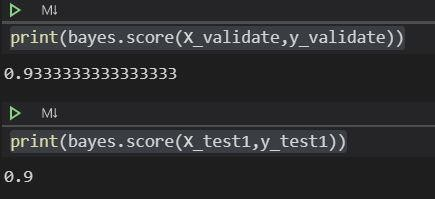 M↓
print(bayes.score(X_validate,y_validate))
0.9333333333333333
M↓
print(bayes.score(X_test1,y_test1))
0.9